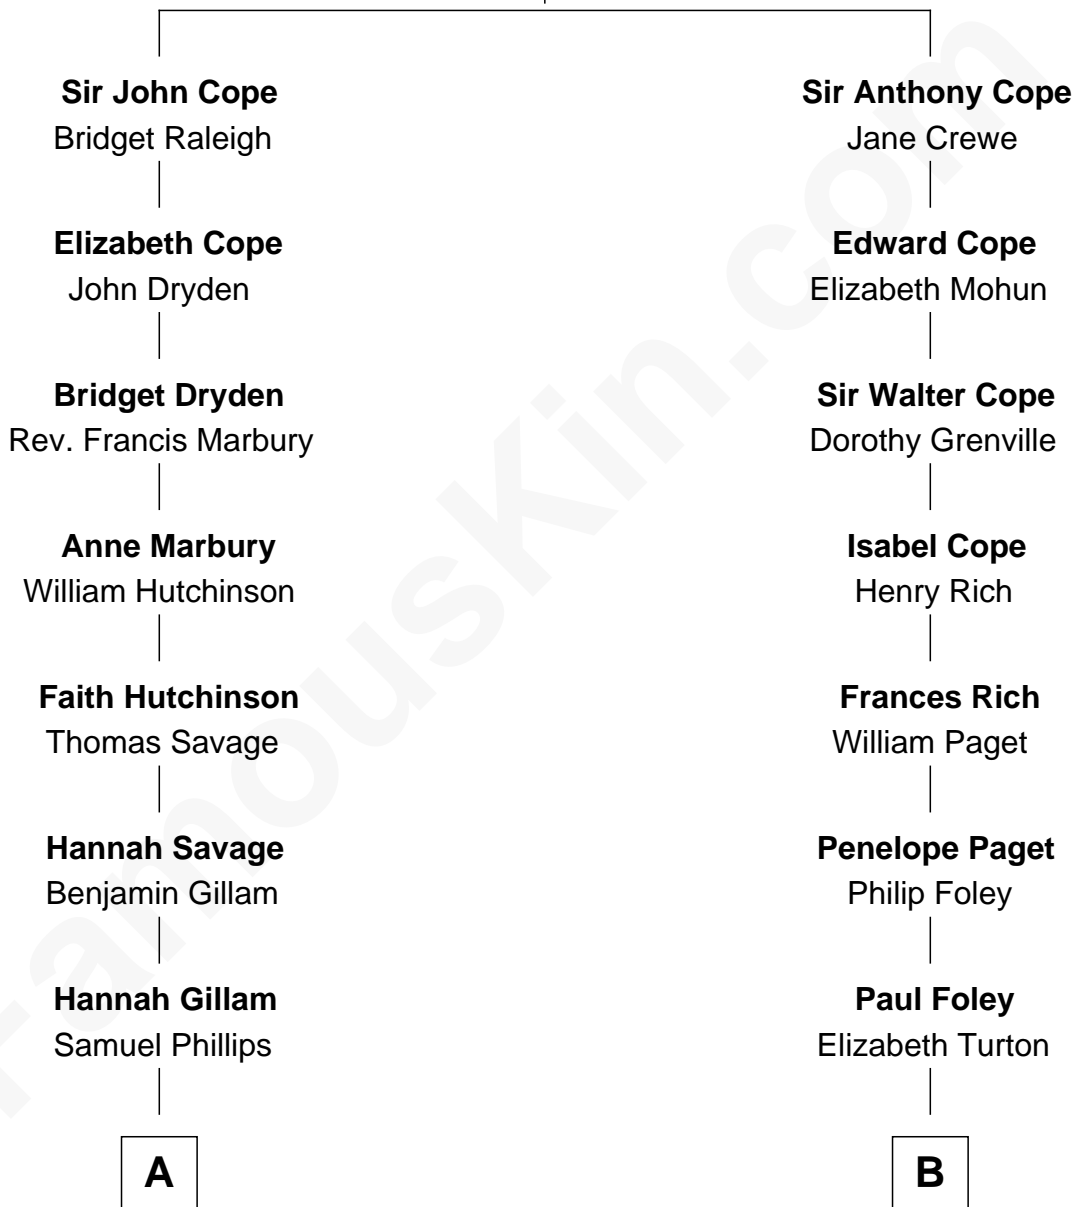 Sir John Cope
Bridget Raleigh
Elizabeth Cope
John Dryden
Bridget Dryden
Rev. Francis Marbury
Anne Marbury
William Hutchinson
Faith Hutchinson
Thomas Savage
Hannah Savage
Benjamin Gillam
Hannah Gillam
Samuel Phillips
A
Sir Anthony Cope
Jane Crewe
Edward Cope
Elizabeth Mohun
Sir Walter Cope
Dorothy Grenville
Isabel Cope
Henry Rich
Frances Rich
William Paget
Penelope Paget
Philip Foley
Paul Foley
Elizabeth Turton
B
FamousKin.com